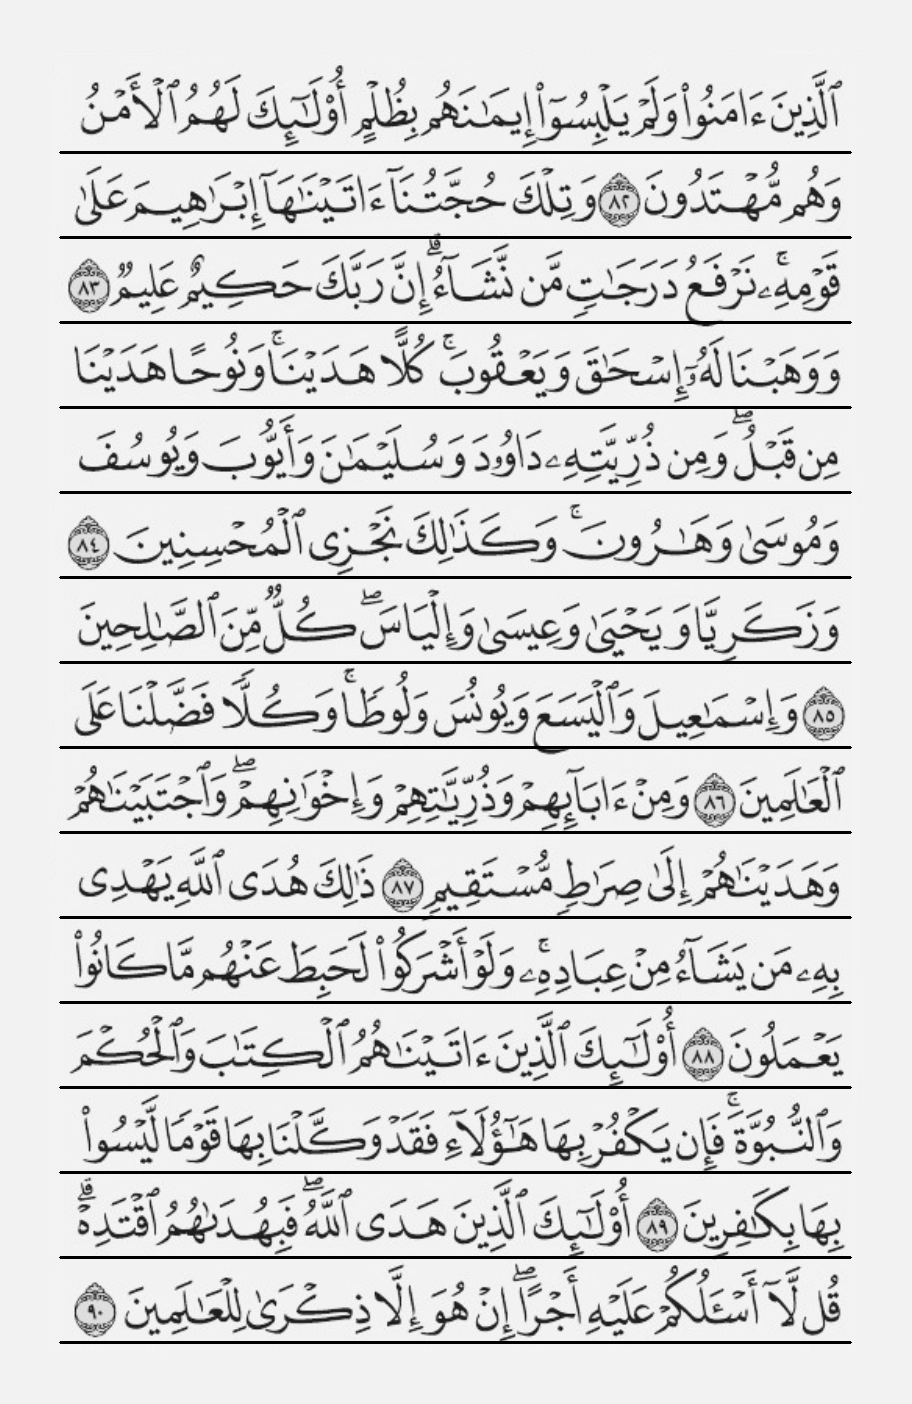 ٱلَّذِينَ ءَامَنُواْ وَلَمْ يَلْبِسُوٓاْ إِيمَٰنَهُم بِظُلْمٍ أُوْلَٰٓئِكَ لَهُمُ ٱلْأَمْنُ
وَهُم مُّهْتَدُونَ ٨٢ وَتِلْكَ حُجَّتُنَآ ءَاتَيْنَٰهَآ إِبْرَٰهِيمَ عَلَىٰ
قَوْمِهِۦۚ نَرْفَعُ دَرَجَٰتٍ مَّن نَّشَآءُۗ إِنَّ رَبَّكَ حَكِيمٌ عَلِيمٌ ٨٣
وَوَهَبْنَا لَهُۥٓ إِسْحَٰقَ وَيَعْقُوبَۚ كُلًّا هَدَيْنَاۚ وَنُوحًا هَدَيْنَا
مِن قَبْلُۖ وَمِن ذُرِّيَّتِهِۦ دَاوُۥدَ وَسُلَيْمَٰنَ وَأَيُّوبَ وَيُوسُفَ
وَمُوسَىٰ وَهَٰرُونَۚ وَكَذَٰلِكَ نَجْزِى ٱلْمُحْسِنِينَ ٨٤
وَزَكَرِيَّا وَيَحْيَىٰ وَعِيسَىٰ وَإِلْيَاسَۖ كُلٌّ مِّنَ ٱلصَّٰلِحِينَ
٨٥ وَإِسْمَٰعِيلَ وَٱلْيَسَعَ وَيُونُسَ وَلُوطًاۚ وَكُلًّا فَضَّلْنَا عَلَى
ٱلْعَٰلَمِينَ ٨٦ وَمِنْ ءَابَآئِهِمْ وَذُرِّيَّٰتِهِمْ وَإِخْوَٰنِهِمْۖ وَٱجْتَبَيْنَٰهُمْ
وَهَدَيْنَٰهُمْ إِلَىٰ صِرَٰطٍ مُّسْتَقِيمٍ ٨٧ ذَٰلِكَ هُدَى ٱللَّهِ يَهْدِى
بِهِۦ مَن يَشَآءُ مِنْ عِبَادِهِۦۚ وَلَوْ أَشْرَكُواْ لَحَبِطَ عَنْهُم مَّا كَانُواْ
يَعْمَلُونَ ٨٨ أُوْلَٰٓئِكَ ٱلَّذِينَ ءَاتَيْنَٰهُمُ ٱلْكِتَٰبَ وَٱلْحُكْمَ
وَٱلنُّبُوَّةَۚ فَإِن يَكْفُرْ بِهَا هَٰٓؤُلَآءِ فَقَدْ وَكَّلْنَا بِهَا قَوْمًا لَّيْسُواْ
بِهَا بِكَٰفِرِينَ ٨٩ أُوْلَٰٓئِكَ ٱلَّذِينَ هَدَى ٱللَّهُۖ فَبِهُدَىٰهُمُ ٱقْتَدِهْۗ
قُل لَّآ أَسْـَٔلُكُمْ عَلَيْهِ أَجْرًاۖ إِنْ هُوَ إِلَّا ذِكْرَىٰ لِلْعَٰلَمِينَ ٩٠